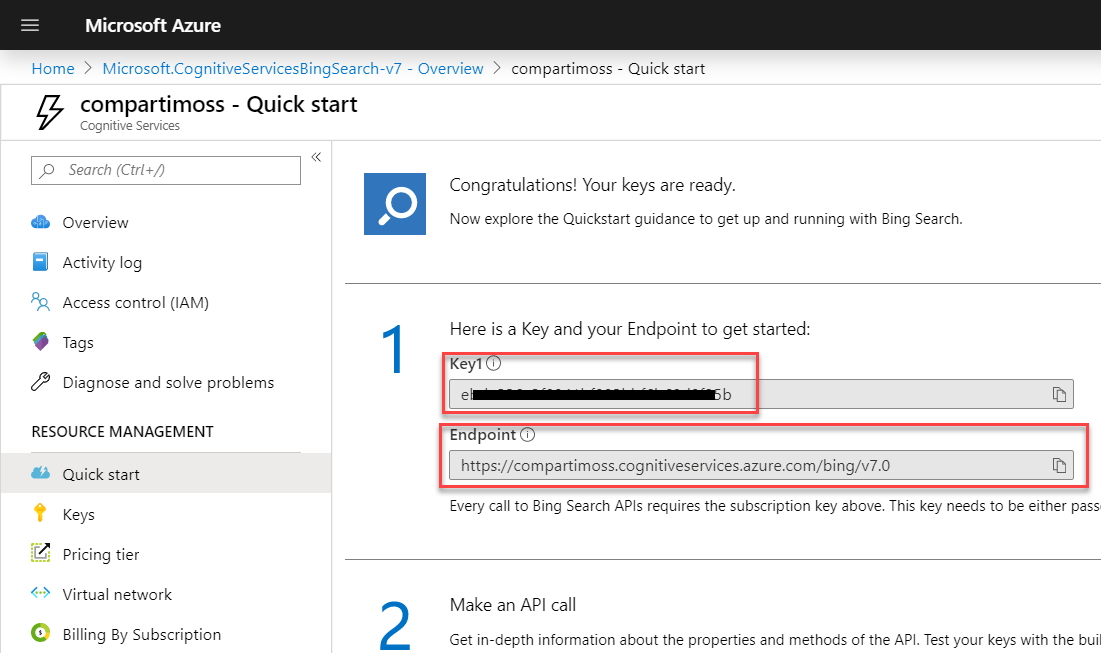 Microsoft Azure
Home > Microsoft.CognitiveServicesBingSearch-v7 - Overview > compartimoss - Quick start
compartimoss - Quick start
Cognitive Services
Search (Ctrl+/)
«
Overview
Activity log
Access control (IAM)
Tags
Diagnose and solve problems
RESOURCE MANAGEMENT
Quick start
Keys
Pricing tier
Virtual network
Billing By Subscription
Congratulations! Your keys are ready.
Now explore the Quickstart guidance to get up and running with Bing Search.
1
Here is a Key and your Endpoint to get started:
Key1
Endpoint
https://compartimoss.cognitiveservices.azure.com/bing/v7.0
Every call to Bing Search APIs requires the subscription key above. This key needs to be either pass
2
Make an API call
Get in-depth information about the properties and methods of the API. Test your keys with the bui